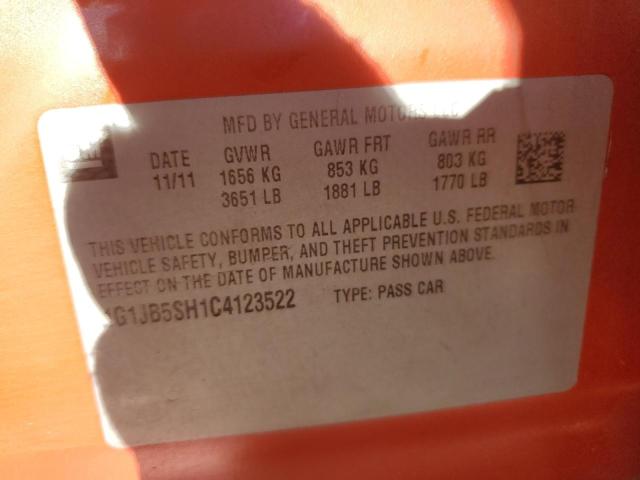 MFD BY GENERAL MOTORS LLC
DATE GVWR GAWR FRT GAWR RR
11/11 1656 KG 853 KG 803 KG
3651 LB 1881 LB 1770 LB
THIS VEHICLE CONFORMS TO ALL APPLICABLE U.S. FEDERAL MOTOR
VEHICLE SAFETY, BUMPER, AND THEFT PREVENTION STANDARDS IN
EFFECT ON THE DATE OF MANUFACTURE SHOWN ABOVE.
1G1JB5SH1C4123522 TYPE: PASS CAR